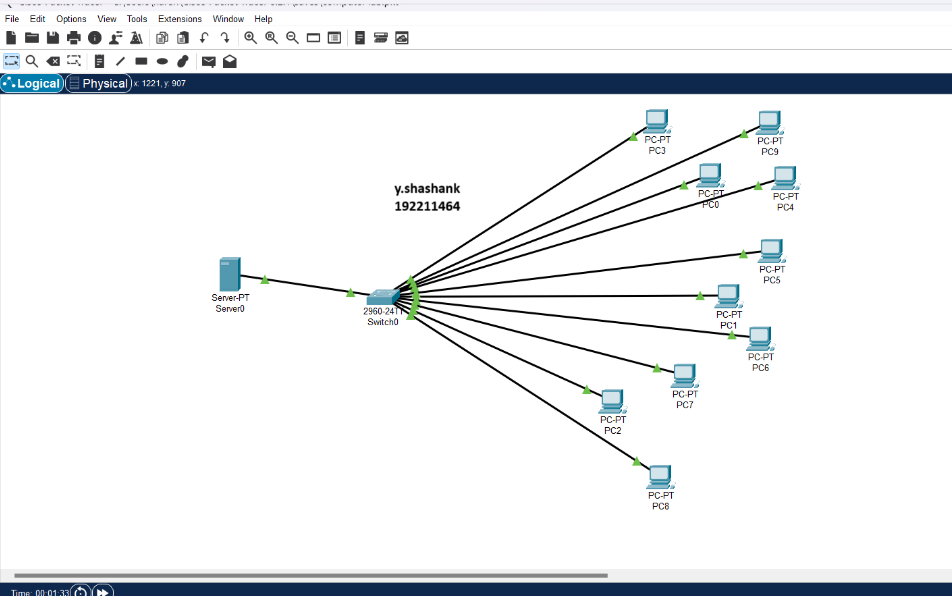 File Edit Options View Tools Extensions Window Help
Logical Physical x: 1221, y: 907
PC-PT
PC3
PC-PT
PC9
y.shashank
192211464
PC-PT
PC0
PC-PT
PC4
PC-PT
PC5
Server-PT
Server0
2960-24TT
Switch0
PC-PT
PC1
PC-PT
PC6
PC-PT
PC7
PC-PT
PC2
PC-PT
PC8
Time: 00:01:33